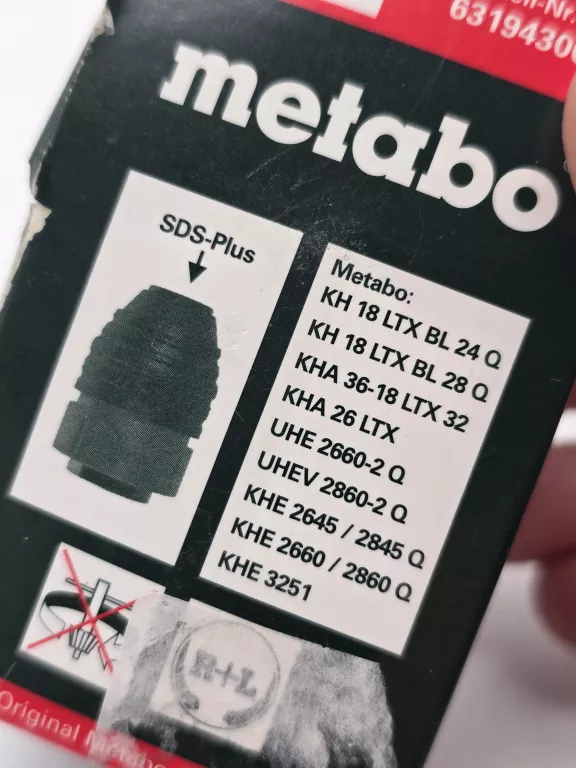 631943
metabo
SDS-Plus
Metabo:
KH 18 LTX BL 24 Q
KH 18 LTX BL 28 Q
KHA 36-18 LTX 32
KHA 26 LTX
UHE 2660-2 Q
UHEV 2860-2 Q
KHE 2645 / 2845 Q
KHE 2660 / 2860 Q
KHE 3251
R+L
Original